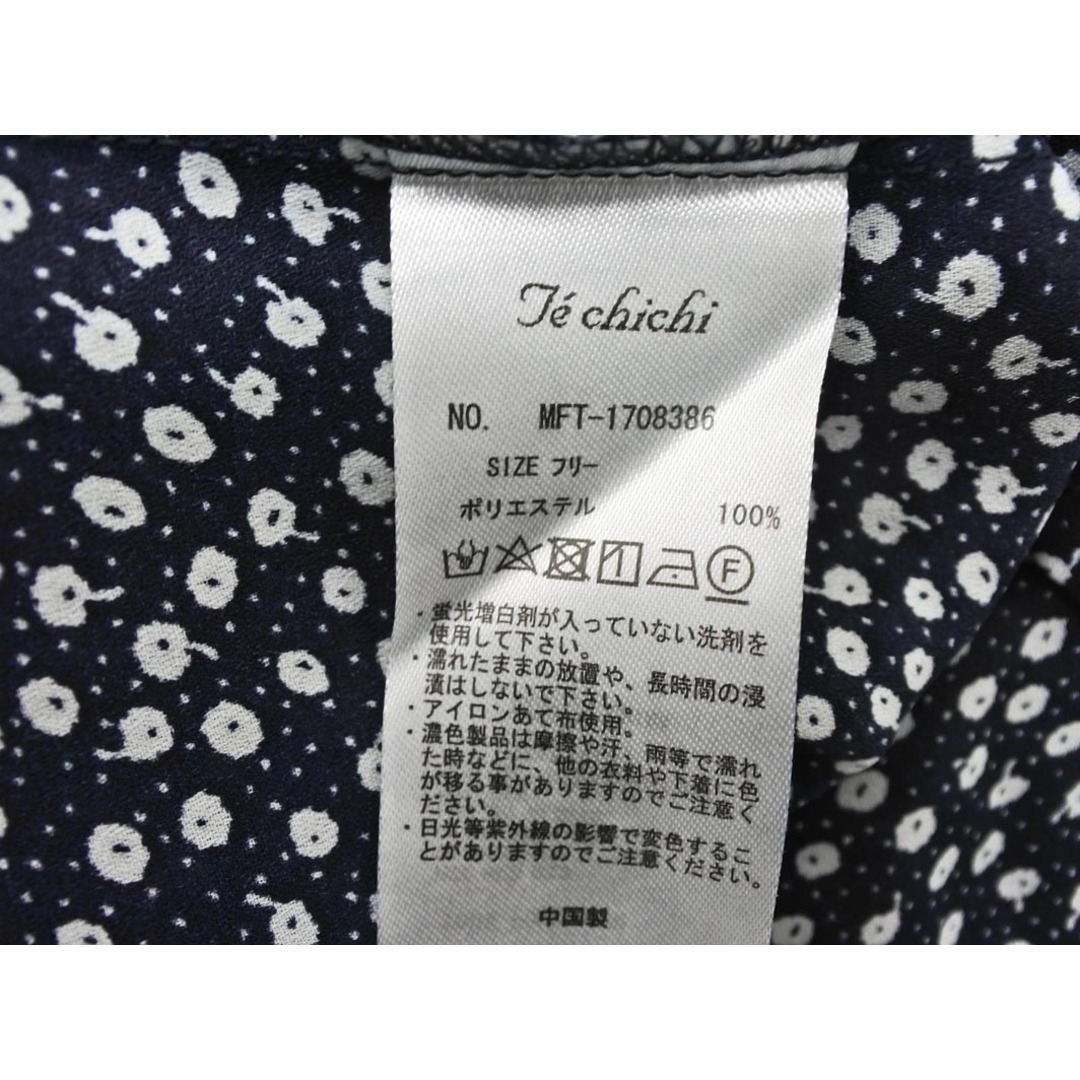 Té chichi
NO. MFT-1708386
SIZE フリー
ポリエステル 100%
F
・蛍光増白剤が入っていない洗剤を
使用して下さい。
・濡れたままの放置や、長時間の浸
漬はしないで下さい。
・アイロンあて布使用。
・濃色製品は摩擦や汗、雨等で濡れ
た時などに、他の衣料や下着に色
が移る事がありますのでご注意く
ださい。
・日光等紫外線の影響で変色するこ
とがありますのでご注意ください。
中国製